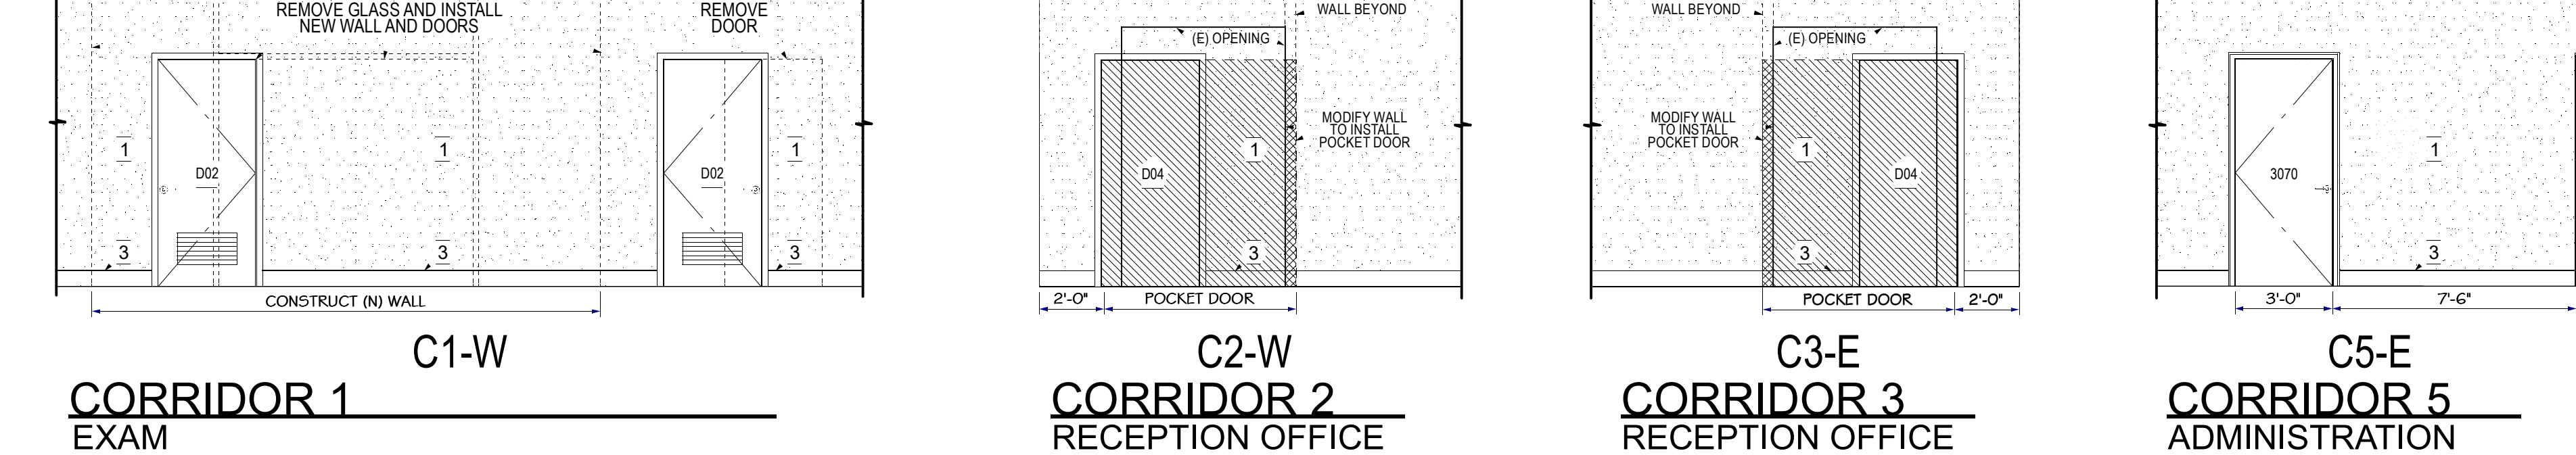 REMOVE GLASS AND INSTALL
NEW WALL AND DOORS
REMOVE
DOOR
1
D02
3
1
3
D02
1
3
CONSTRUCT (N) WALL
C1-W
CORRIDOR 1
EXAM
WALL BEYOND
(E) OPENING
MODIFY WALL
TO INSTALL
POCKET DOOR
1
D04
3
2'-0"
POCKET DOOR
C2-W
CORRIDOR 2
RECEPTION OFFICE
WALL BEYOND
(E) OPENING
MODIFY WALL
TO INSTALL
POCKET DOOR
1
D04
3
POCKET DOOR
2'-0"
C3-E
CORRIDOR 3
RECEPTION OFFICE
3070
1
3
3'-0"
7'-6"
C5-E
CORRIDOR 5
ADMINISTRATION